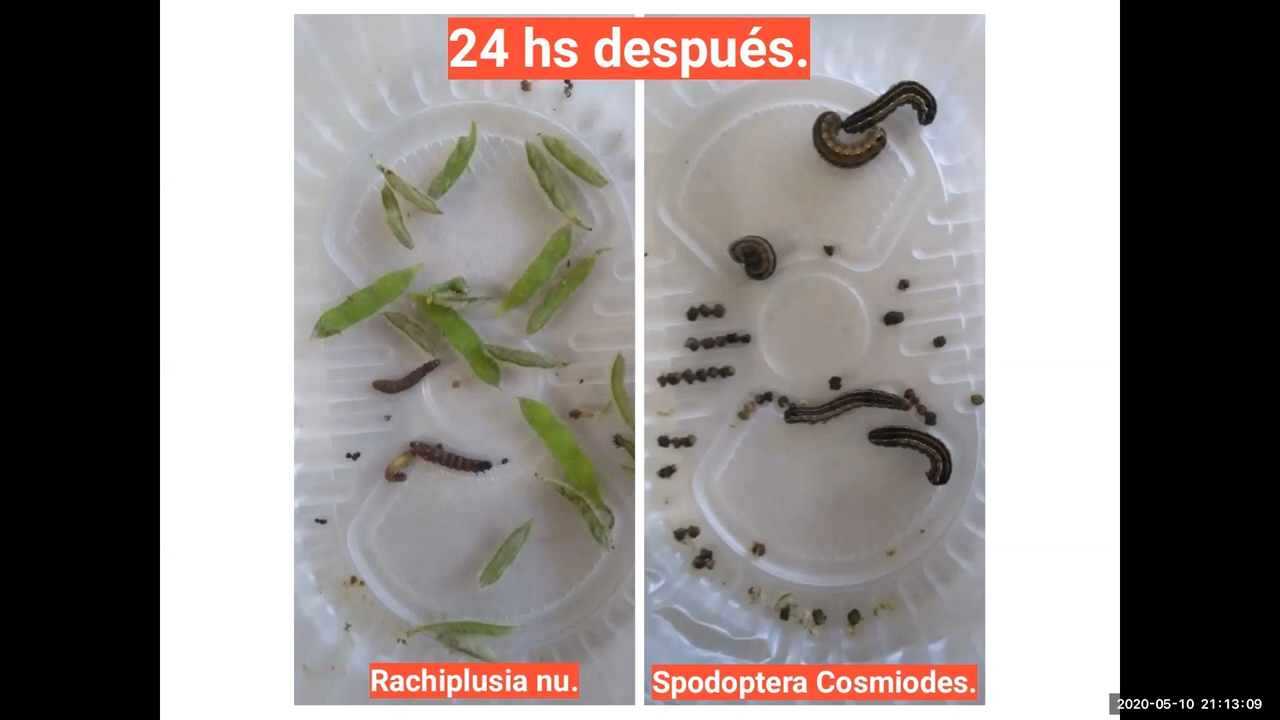 24 hs después.
Rachiplusia nu.
Spodoptera Cosmiodes.
2020-05-10 21:13:09